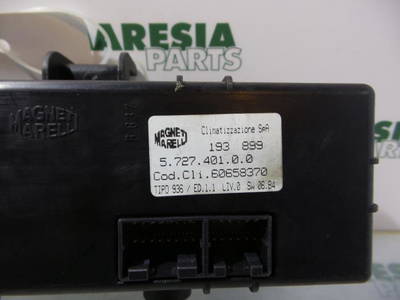 ARESIA
PARTS
MAGNETI
MARELLI
MAGNETI
MARELLI
Climatizzazione SpA
193 899
5.727.401.0.0
Cod.Cli.60658370
TIPO 936 / ED.1.1 LIV.0 SW 06.B4